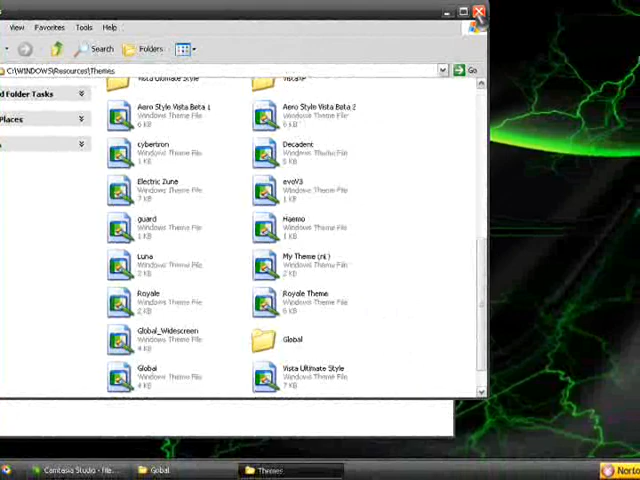 View Favorites Tools Help
Search Folders
C:\WINDOWS\Resources\Themes Go
d Folder Tasks
Places
Vista Ultimate Style
Aero Style Vista Beta 1
Windows Theme File
6 KB
Aero Style Vista Beta 2
Windows Theme File
6 KB
cybertron
Windows Theme File
1 KB
Decadent
Windows Theme File
Electric Zune
Windows Theme File
7 KB
evoV3
Windows Theme File
1 KB
guard
Windows Theme File
1 KB
Haemo
Windows Theme File
1 KB
Luna
Windows Theme File
2 KB
Windows Theme File
2 KB
My Theme
Royale
Windows Theme File
2 KB
Royale Theme
Windows Theme File
6 KB
Global_Widescreen
Windows Theme File
4 KB
Global
Global
Windows Theme File
4 KB
Vista Ultimate Style
Windows Theme File
7 KB
Camtasia Studio - File...
Global
Themes
Norto